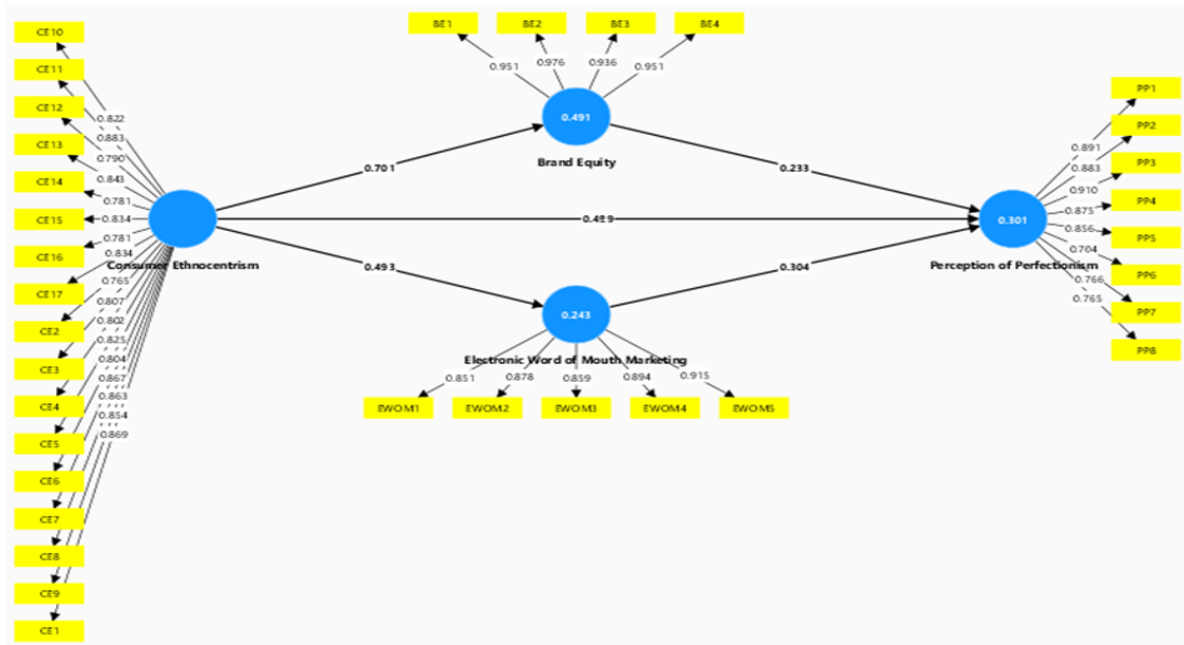 CE10
CE11
CE12
CE13
CE14
CE15
CE16
CE17
CE2
CE3
CE4
CE5
CE6
CE7
CE8
CE9
CE1
0.822
0.883
0.790
0.843
0.781
0.834
0.781
0.834
0.765
0.807
0.802
0.825
0.804
0.867
0.863
0.854
0.869
Consumer Ethnocentrism
BE1 BE2 BE3 BE4
0.951 0.976 0.936 0.951
0.491
Brand Equity
0.701
0.233
0.493
0.304
0.243
Electronic Word of Mouth Marketing
0.851 0.878 0.859 0.894 0.915
EWOM1 EWOM2 EWOM3 EWOM4 EWOM5
0.301
Perception of Perfectionism
0.891
0.883
0.910
0.875
0.856
0.704
0.766
0.765
PP1
PP2
PP3
PP4
PP5
PP6
PP7
PP8